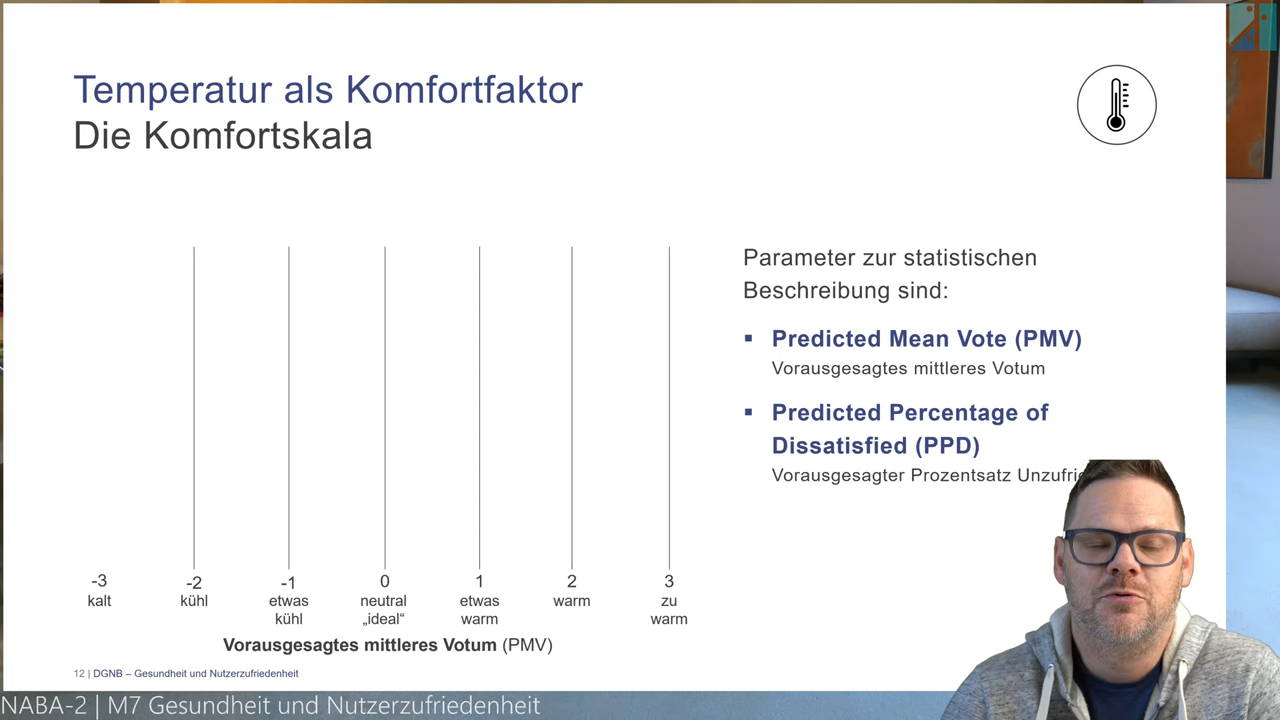 Temperatur als Komfortfaktor
Die Komfortskala
Parameter zur statistischen
Beschreibung sind:
▪ Predicted Mean Vote (PMV)
Vorausgesagtes mittleres Votum
▪ Predicted Percentage of
Dissatisfied (PPD)
Vorausgesagter Prozentsatz
-3 -2 -1 0 1 2 3
kalt kühl etwas neutral etwas warm zu
kühl „ideal“ warm warm
Vorausgesagtes mittleres Votum (PMV)
12 | DGNB – Gesundheit und Nutzerzufriedenheit
NABA-2 | M7 Gesundheit und Nutzerzufriedenheit